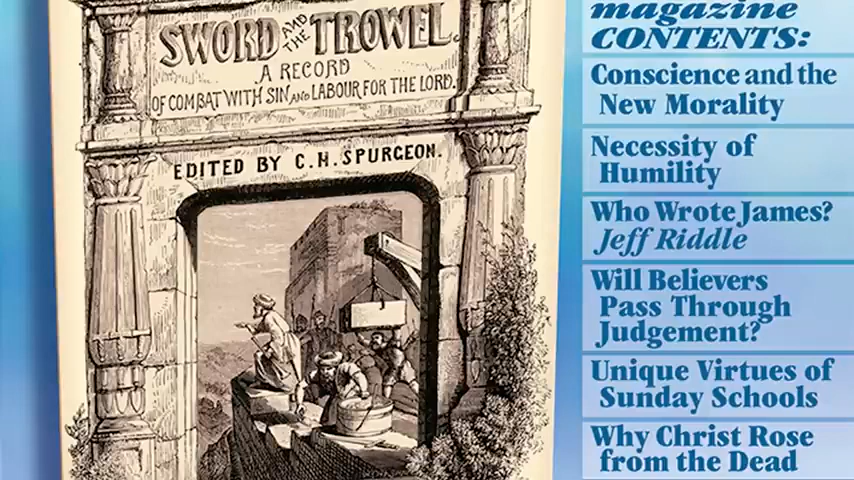 SWORD AND THE TROWEL.
A RECORD
OF COMBAT WITH SIN AND LABOUR FOR THE LORD.
EDITED BY C.H. SPURGEON.
magazine
CONTENTS:
Conscience and the
New Morality
Necessity of
Humility
Who Wrote James?
Jeff Riddle
Will Believers
Pass Through
Judgement?
Unique Virtues of
Sunday Schools
Why Christ Rose
from the Dead